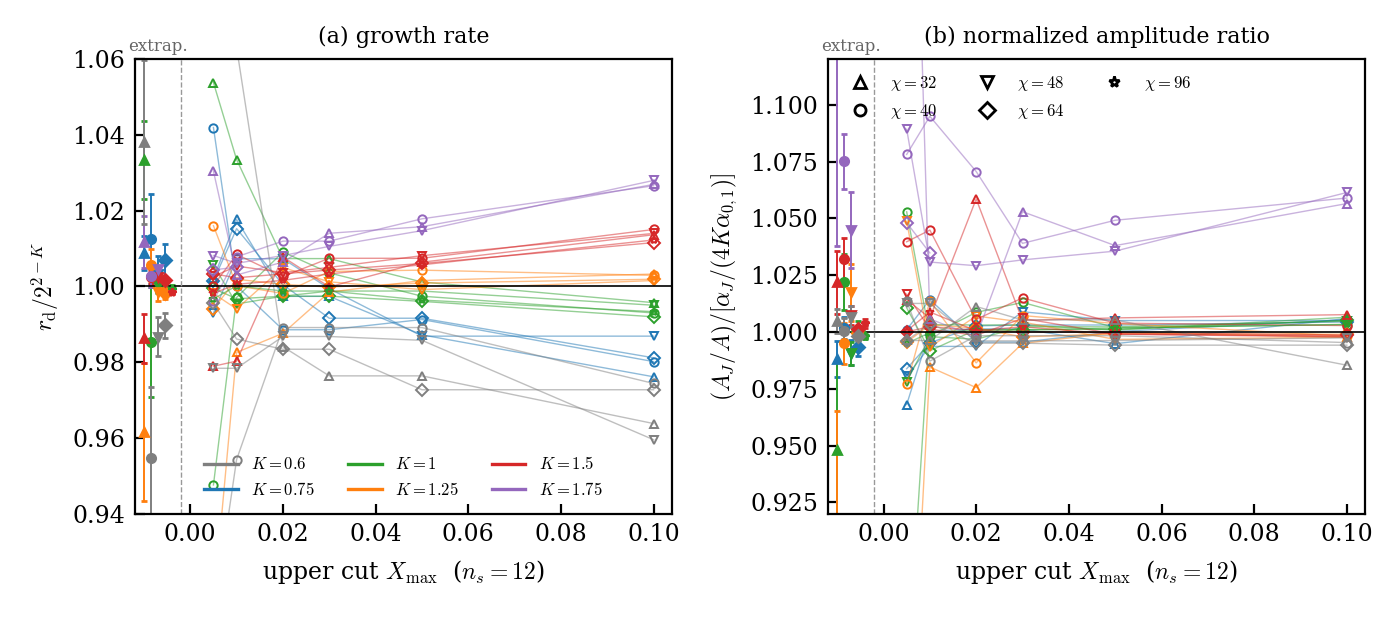 (a) growth rate
extrap.
r_d/2^{2−K}
1.06
1.04
1.02
1.00
0.98
0.96
0.94
K = 0.6
K = 1
K = 1.5
K = 0.75
K = 1.25
K = 1.75
0.00
0.02
0.04
0.06
0.08
0.10
upper cut X_max (n_s = 12)
(b) normalized amplitude ratio
extrap.
(A_J/A)/[α_J/(4Kα_{0,1})]
χ = 32
χ = 48
χ = 96
χ = 40
χ = 64
1.100
1.075
1.050
1.025
1.000
0.975
0.950
0.925
0.00
0.02
0.04
0.06
0.08
0.10
upper cut X_max (n_s = 12)